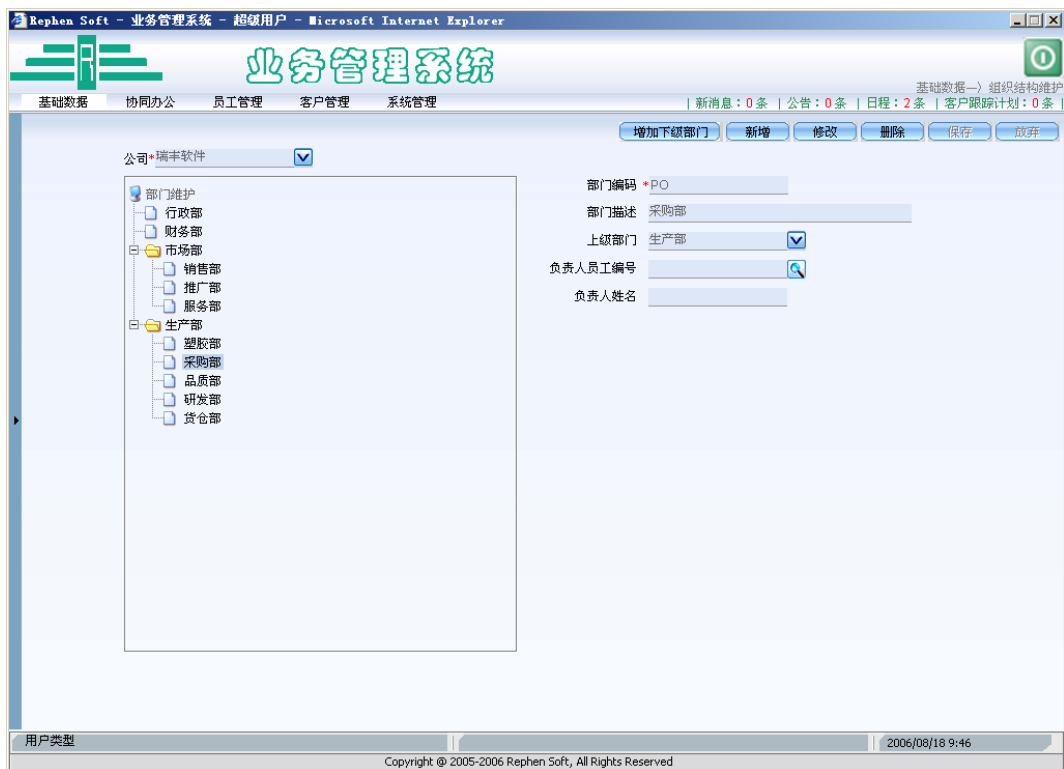 Rephen Soft - 业务管理系统 - 超级用户 - Microsoft Internet Explorer
业务管理系统
基础数据—〉组织结构维护
基础数据 协同办公 员工管理 客户管理 系统管理 | 新消息：0条 | 公告：0条 | 日程：2条 | 客户跟踪计划：0条 |
增加下级部门 新增 修改 删除 保存 放弃
公司*瑞丰软件
部门维护
行政部
财务部
市场部
销售部
推广部
服务部
生产部
塑胶部
采购部
品质部
研发部
货仓部
部门编码 *PO
部门描述 采购部
上级部门 生产部
负责人员工编号
负责人姓名
用户类型 2006/08/18 9:46
Copyright @ 2005-2006 Rephen Soft, All Rights Reserved